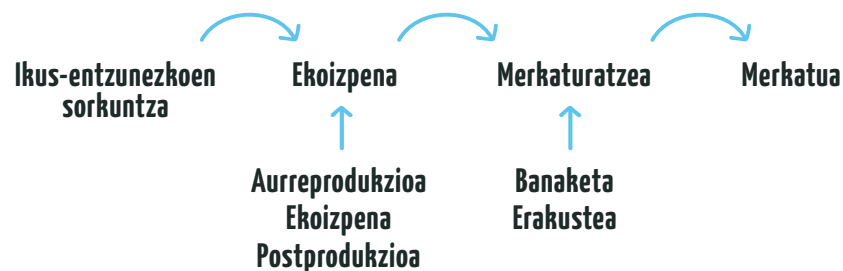 Ikus-entzunezkoen
sorkuntza
Ekoizpena
Merkaturatzea
Merkatua
Aurreprodukzioa
Ekoizpena
Postprodukzioa
Banaketa
Erakustea